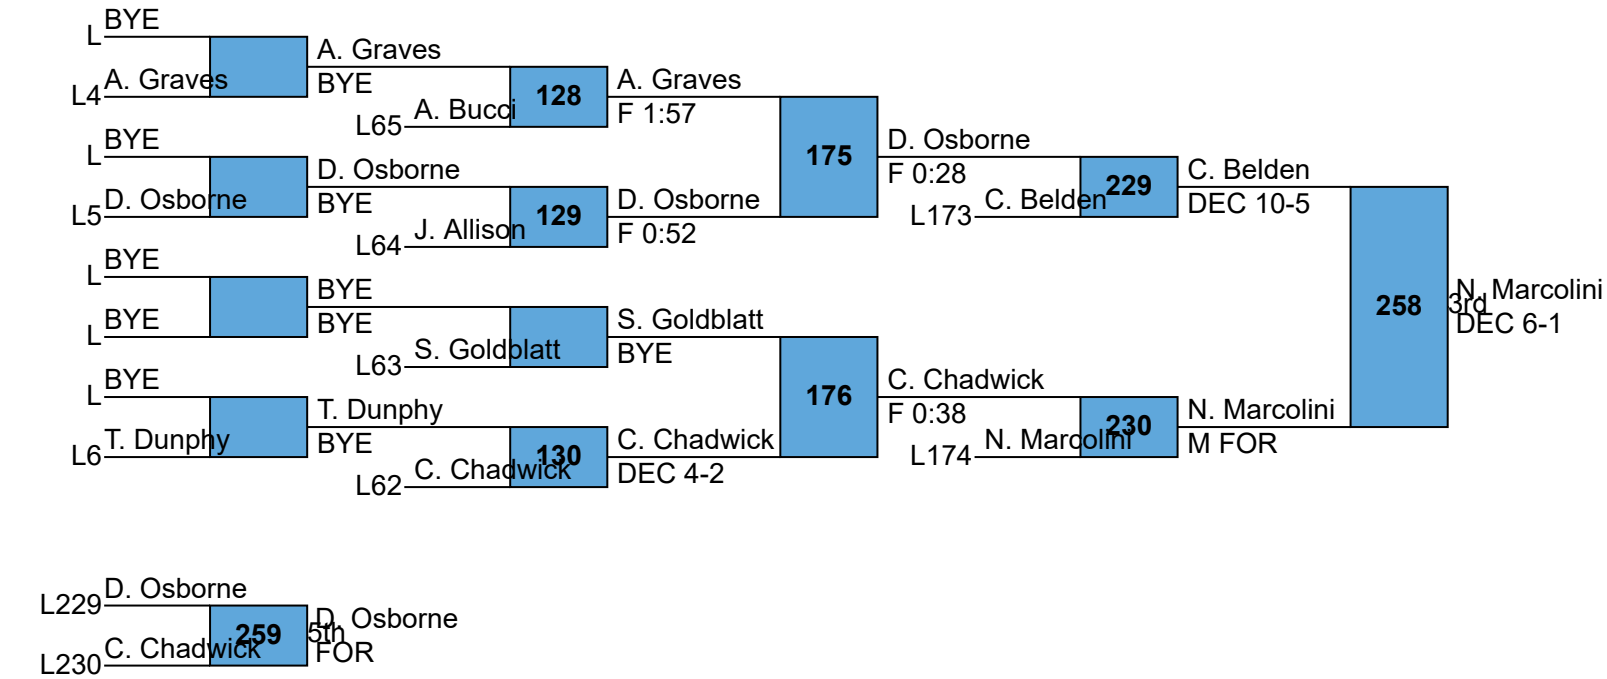 BYE
L
A. Graves
L4
A. Graves
BYE
A. Bucci
L65
128
A. Graves
F 1:57
BYE
L
D. Osborne
L5
D. Osborne
BYE
J. Allison
L64
129
D. Osborne
F 0:52
175
D. Osborne
F 0:28
C. Belden
L173
229
C. Belden
DEC 10-5
BYE
L
BYE
L
BYE
BYE
S. Goldblatt
L63
S. Goldblatt
BYE
BYE
L
T. Dunphy
L6
T. Dunphy
BYE
C. Chadwick
L62
130
C. Chadwick
DEC 4-2
176
C. Chadwick
F 0:38
N. Marcolini
L174
230
N. Marcolini
M FOR
258
N. Marcolini
3rd
DEC 6-1
D. Osborne
L229
C. Chadwick
L230
259
D. Osborne
5th
FOR